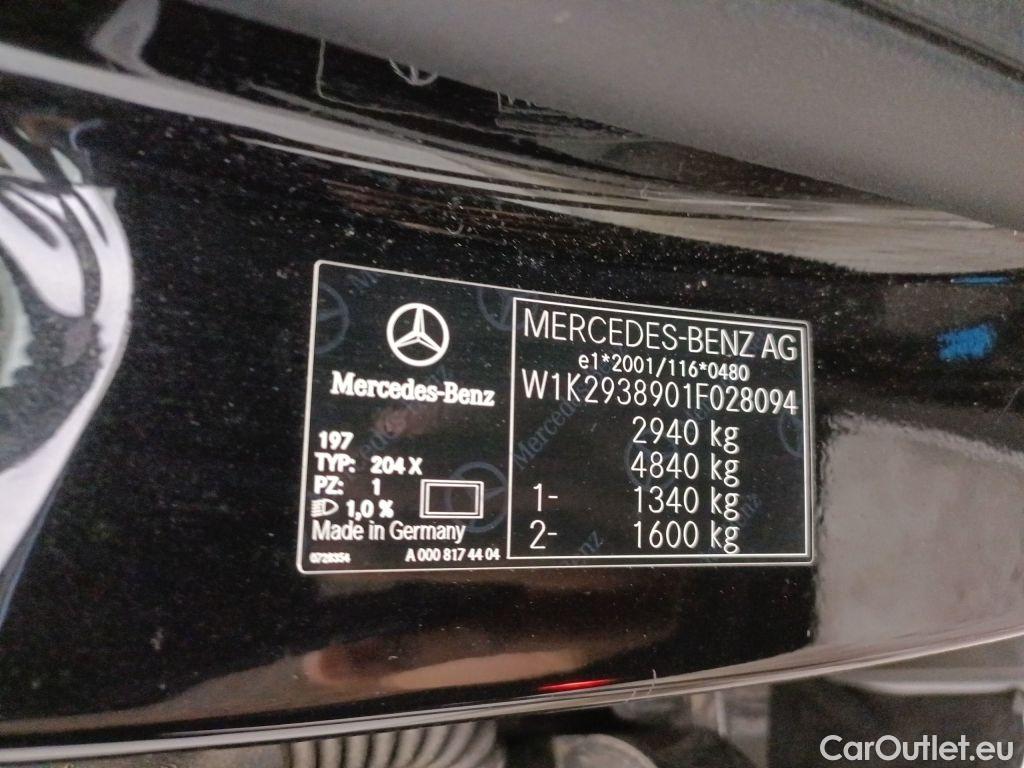 Mercedes-Benz
197
TYP: 204 X
PZ: 1
1,0 %
Made in Germany
0728354
A 000 817 44 04
MERCEDES-BENZ AG
e1*2001/116*0480
W1K2938901F028094
2940 kg
4840 kg
1- 1340 kg
2- 1600 kg
CarOutlet.eu